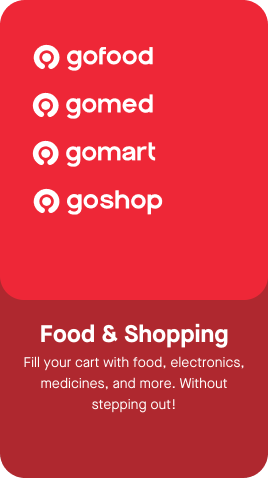 gofood
gomed
gomart
goshop
Food & Shopping
Fill your cart with food, electronics,
medicines, and more. Without
stepping out!